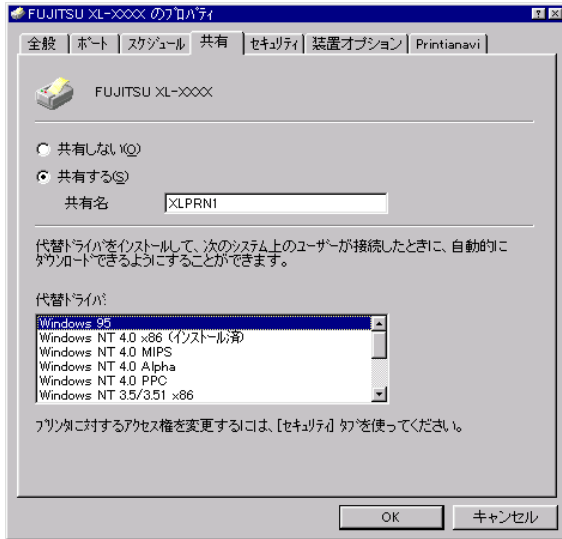 FUJITSU XL-XXXX のプロパティ
全般 ポート スケジュール 共有 セキュリティ 装置オプション Printianavi
FUJITSU XL-XXXX
共有しない(O)
共有する(S)
共有名 XLPRN1
代替ドライバをインストールして、次のシステム上のユーザーが接続したときに、自動的に
ダウンロードできるようにすることができます。
代替ドライバ:
Windows 95
Windows NT 4.0 x86 (インストール済)
Windows NT 4.0 MIPS
Windows NT 4.0 Alpha
Windows NT 4.0 PPC
Windows NT 3.5/3.51 x86
プリンタに対するアクセス権を変更するには、[セキュリティ] タブを使ってください。
OK キャンセル